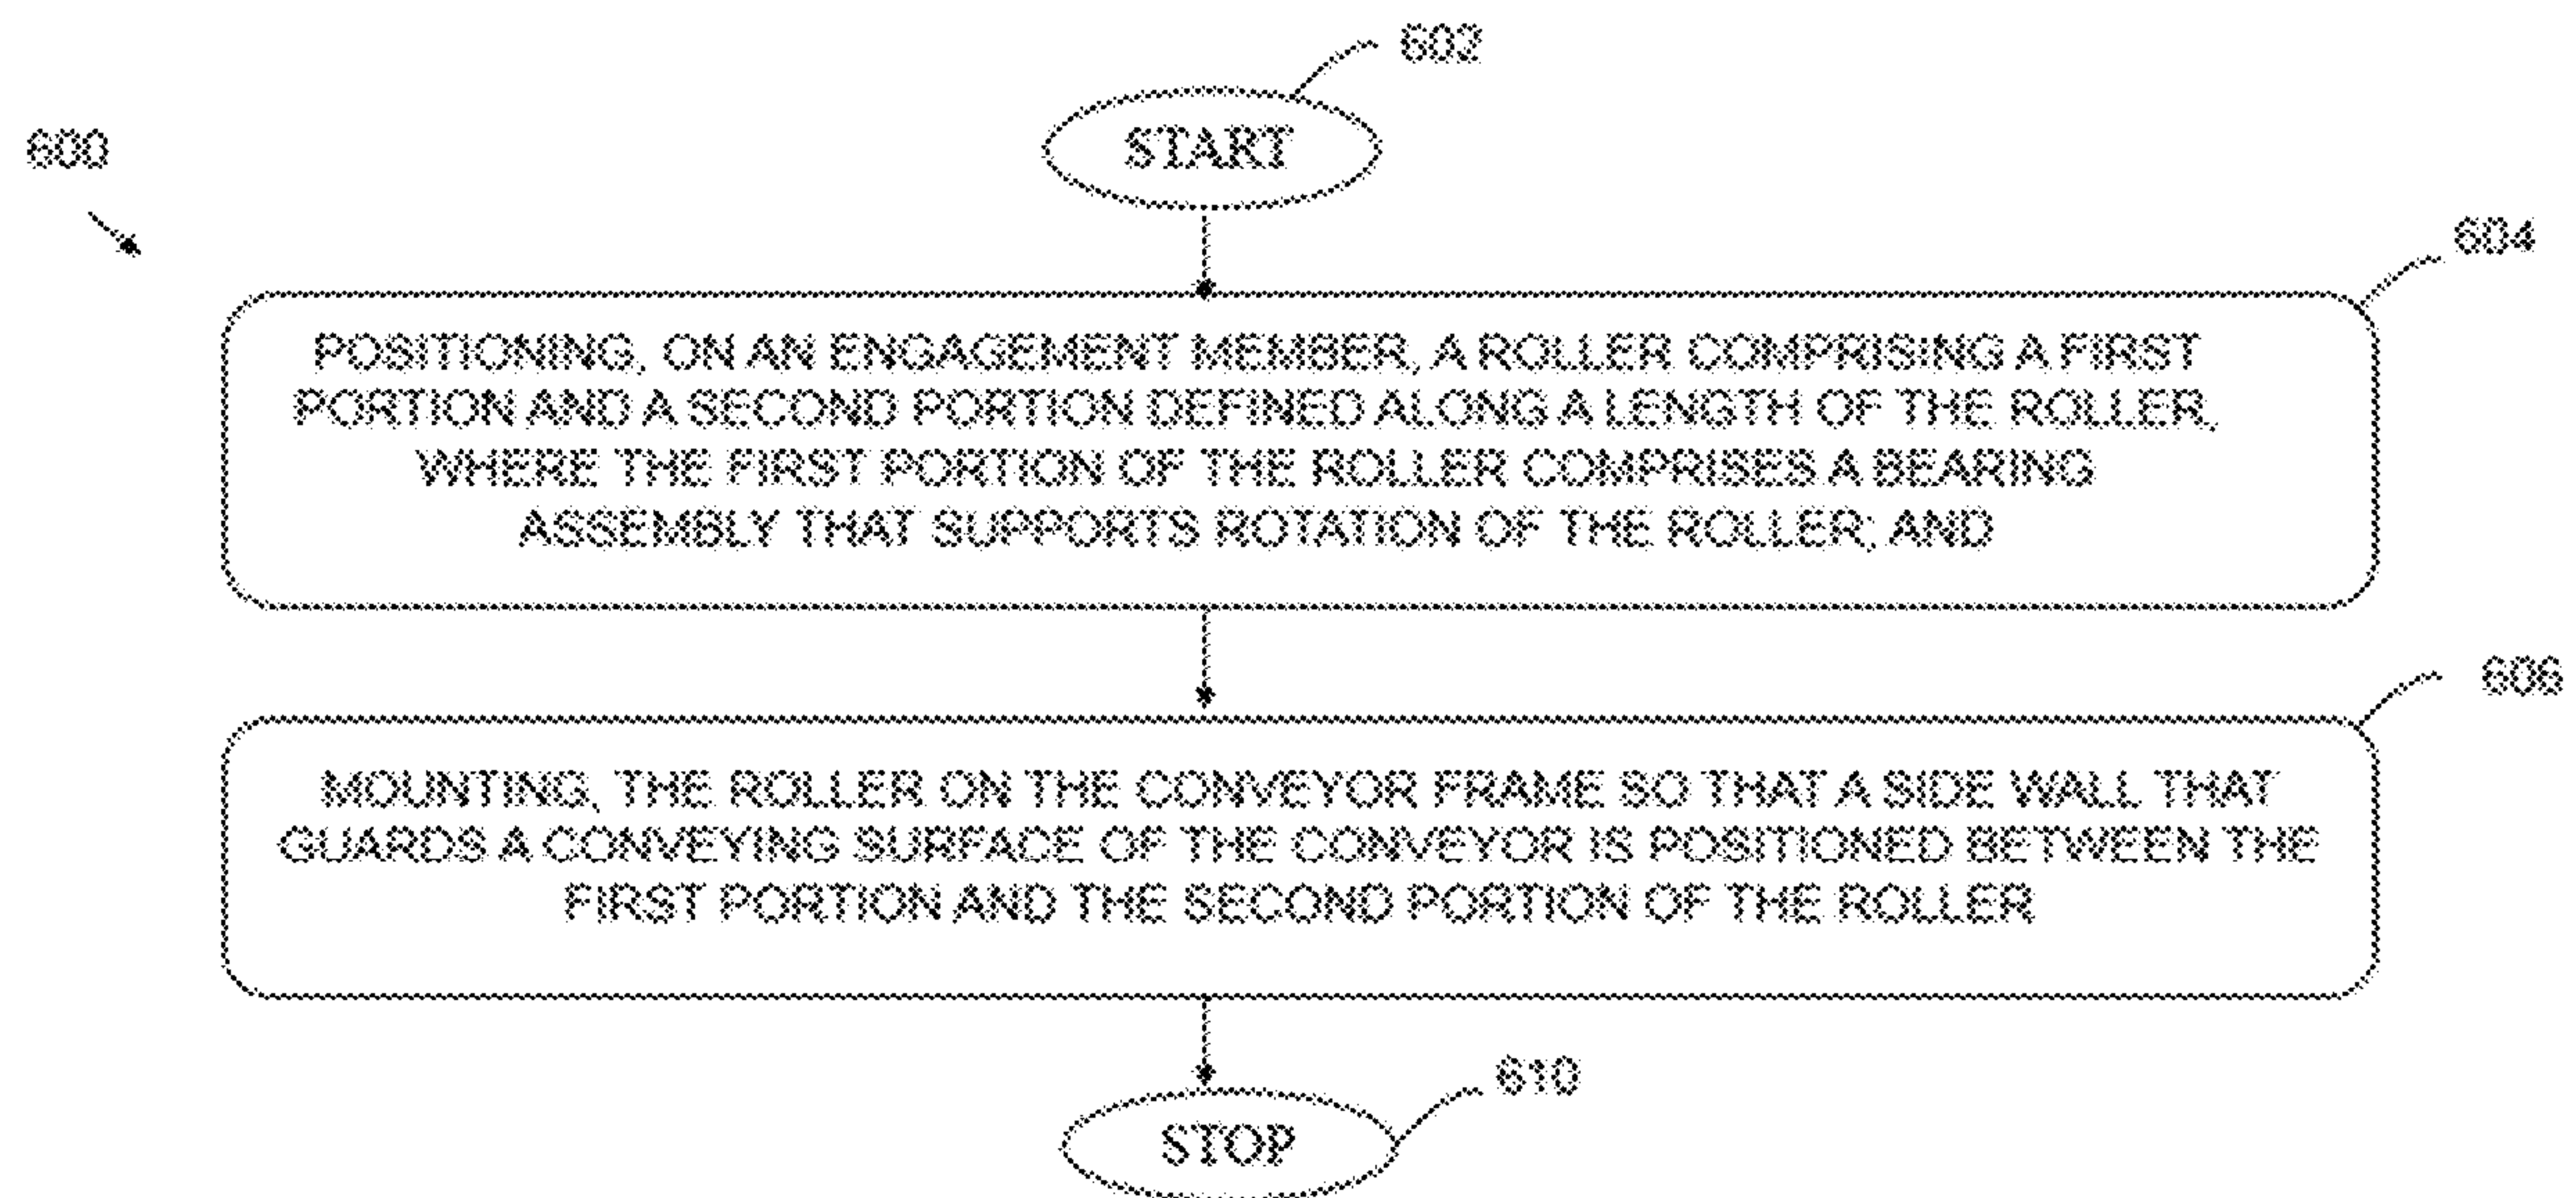 602
600
START
604
POSITIONING, ON AN ENGAGEMENT MEMBER, A ROLLER COMPRISING A FIRST
PORTION AND A SECOND PORTION DEFINED ALONG A LENGTH OF THE ROLLER,
WHERE THE FIRST PORTION OF THE ROLLER COMPRISES A BEARING
ASSEMBLY THAT SUPPORTS ROTATION OF THE ROLLER; AND
606
MOUNTING, THE ROLLER ON THE CONVEYOR FRAME SO THAT A SIDE WALL THAT
GUARDS A CONVEYING SURFACE OF THE CONVEYOR IS POSITIONED BETWEEN THE
FIRST PORTION AND THE SECOND PORTION OF THE ROLLER
610
STOP